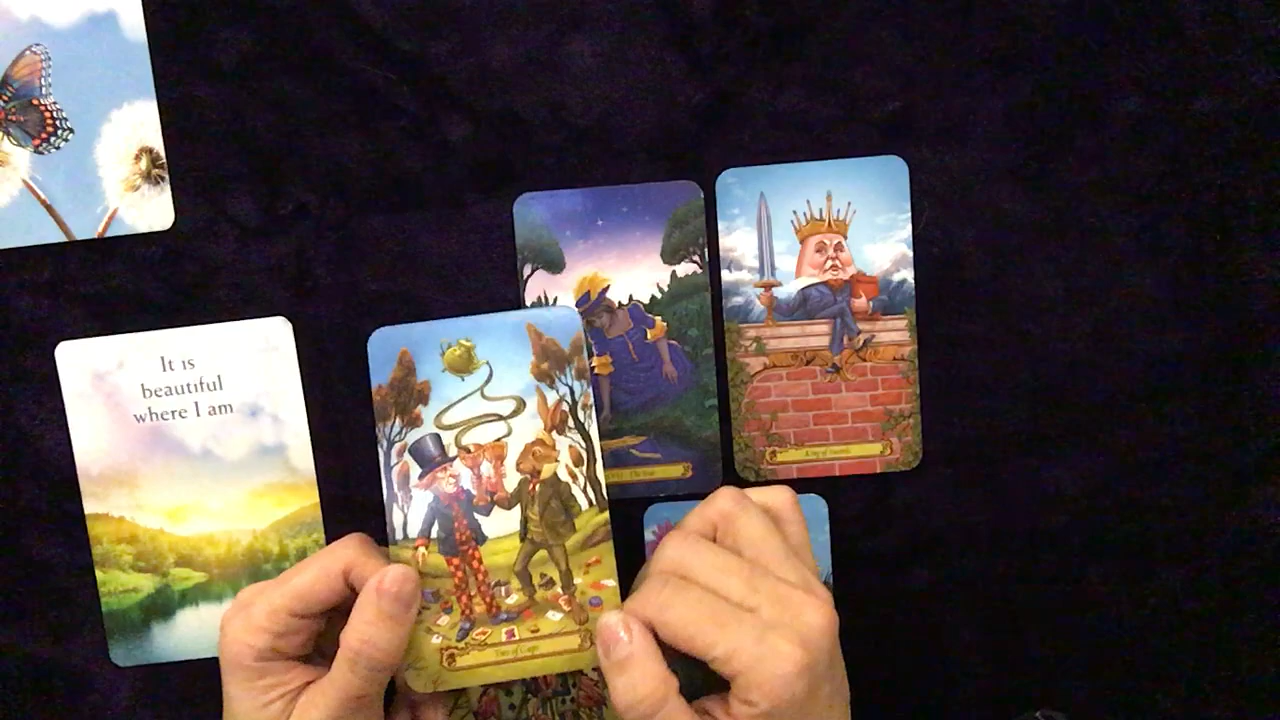 It is
beautiful
where I am
The Star
King of Swords
Two of Cups